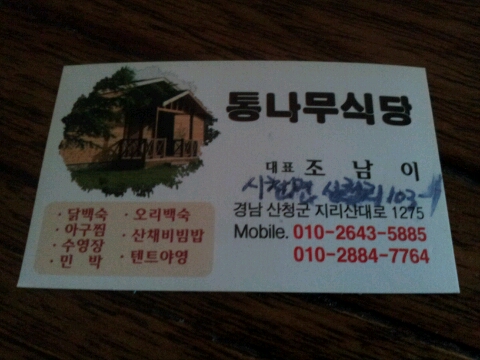 통나무식당
대표 조 남 이
시천면 103-4
경남 산청군 지리산대로 1275
Mobile. 010-2643-5885
010-2884-7764
· 닭백숙 · 오리백숙
· 아구찜 · 산채비빔밥
· 수영장
· 민 박 · 텐트야영